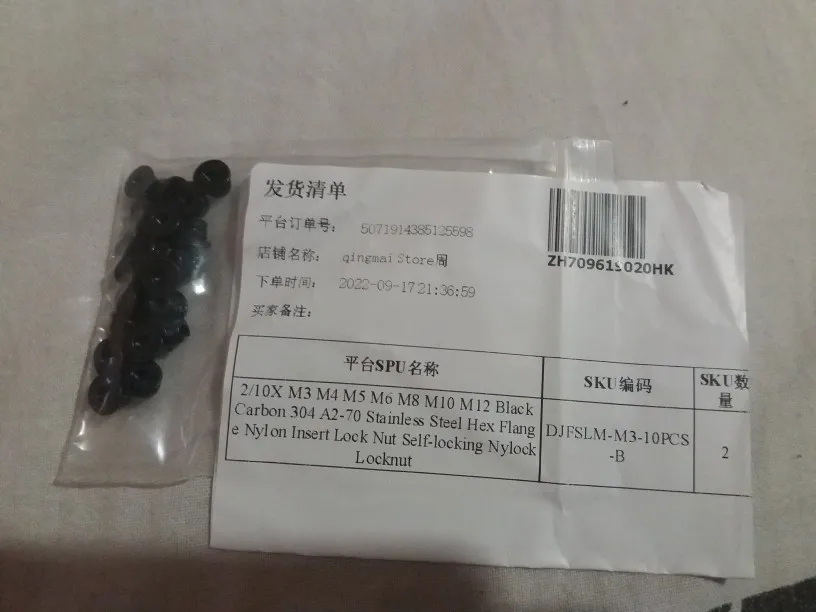 发货清单
平台订单号: 5071914385125598
店铺名称: qingmai Store周
下单时间: 2022-09-17 21:36:59
买家备注:
ZH709619020HK
平台SPU名称
SKU编码
SKU数
量
2/10X M3 M4 M5 M6 M8 M10 M12 Black
Carbon 304 A2-70 Stainless Steel Hex Flang
e Nylon Insert Lock Nut Self-locking Nylock
Locknut
DJFSLM-M3-10PCS
-B
2